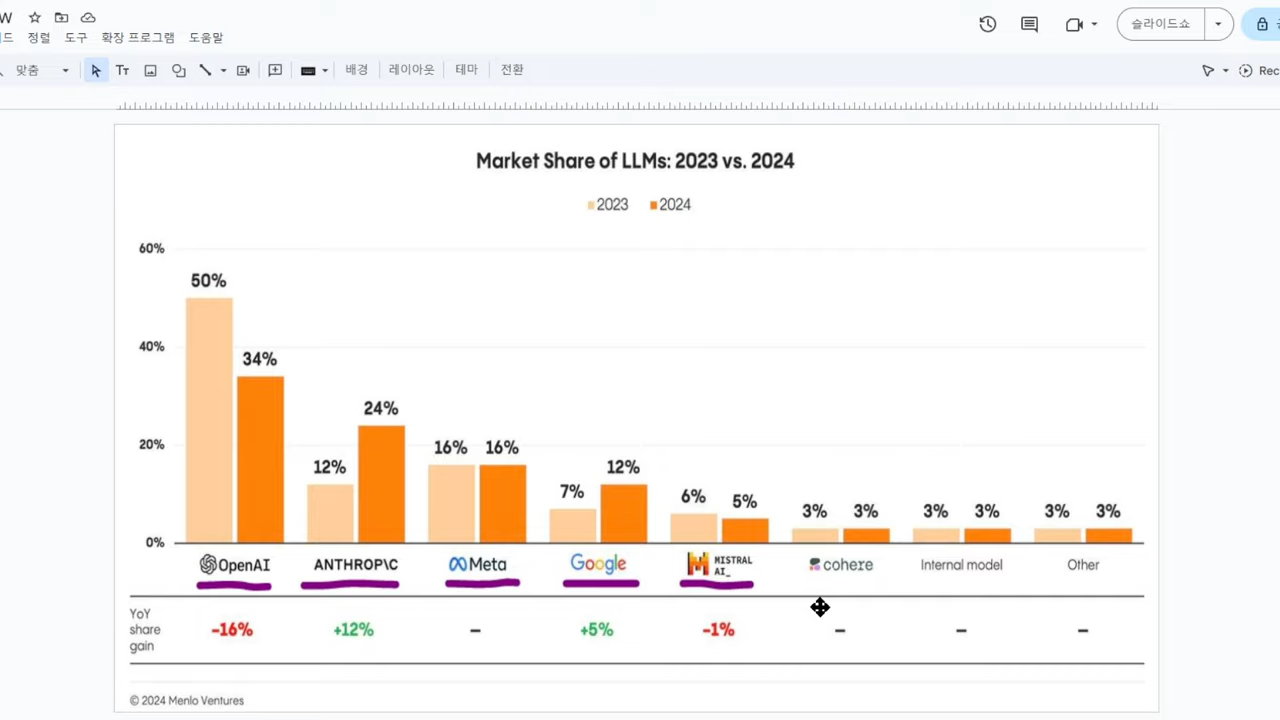 W
드 정렬 도구 확장 프로그램 도움말
슬라이드쇼
맞춤 Tт 배경 레이아웃 테마 전환 Rec
Market Share of LLMs: 2023 vs. 2024
2023 2024
60%
40%
20%
0%
50% 34% 12% 24% 16% 16% 7% 12% 6% 5% 3% 3% 3% 3% 3% 3%
OpenAI ANTHROP\C Meta Google MISTRAL AI_ cohere Internal model Other
YoY share gain -16% +12% – +5% -1% – – –
© 2024 Menlo Ventures